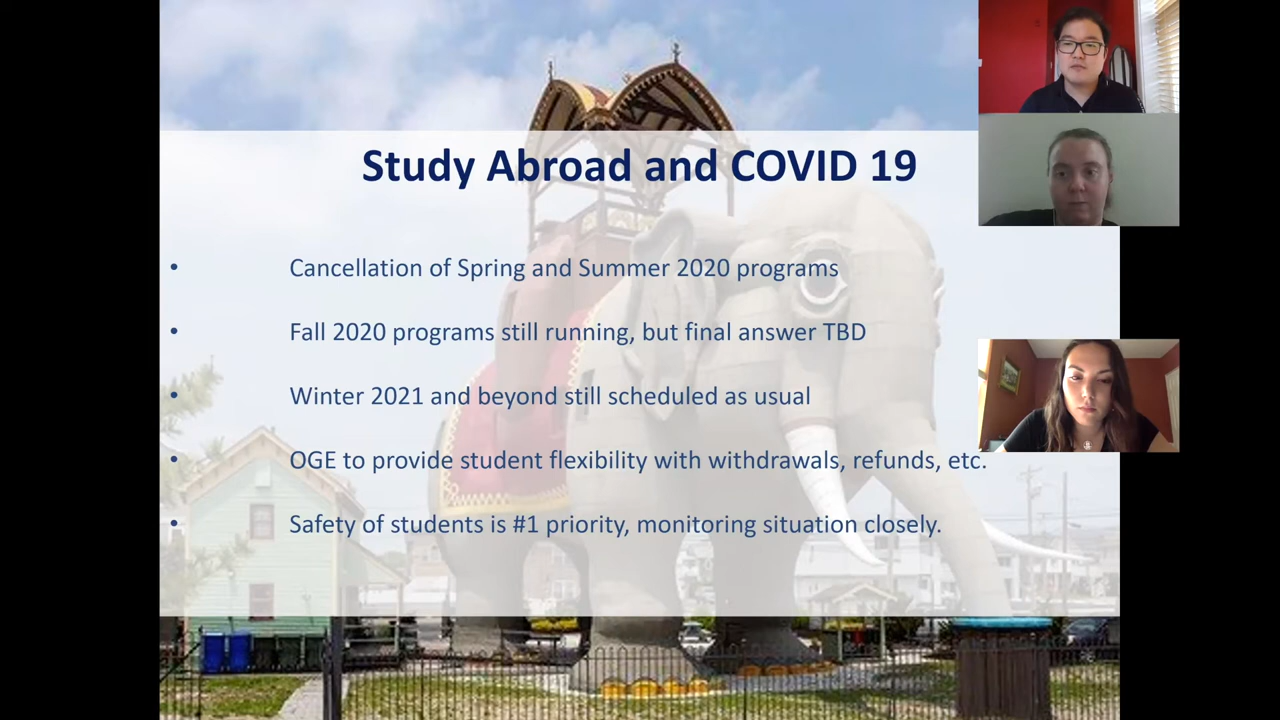 Study Abroad and COVID 19
• Cancellation of Spring and Summer 2020 programs
• Fall 2020 programs still running, but final answer TBD
• Winter 2021 and beyond still scheduled as usual
• OGE to provide student flexibility with withdrawals, refunds, etc.
• Safety of students is #1 priority, monitoring situation closely.